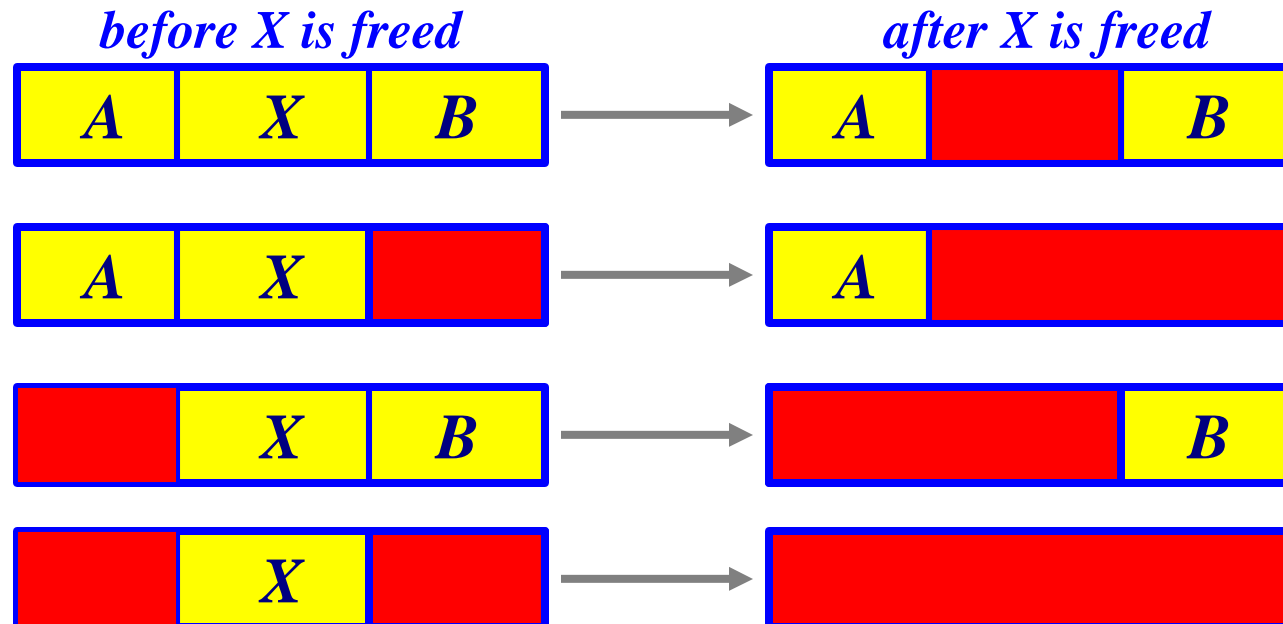 before X is freed after X is freed
A X B A B
A X A
X B B
X